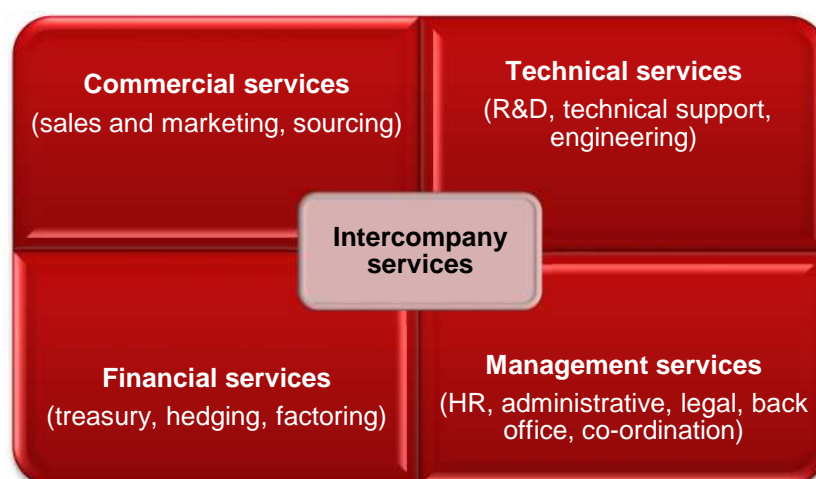 Commercial services
(sales and marketing, sourcing)
Technical services
(R&D, technical support,
engineering)
Intercompany
services
Financial services
(treasury, hedging, factoring)
Management services
(HR, administrative, legal, back
office, co-ordination)